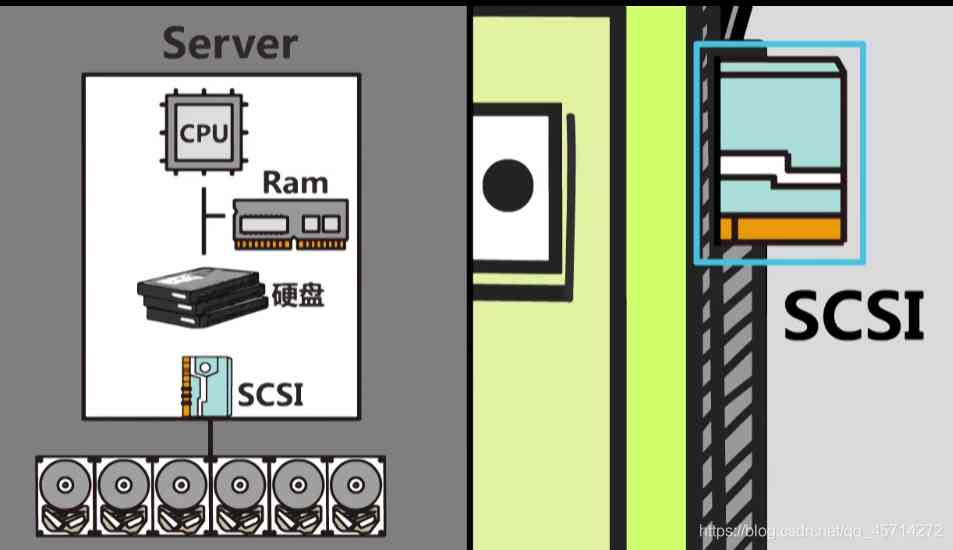 Server
CPU
Ram
硬盘
SCSI
SCSI
https://blog.csdn.net/qq_45714272